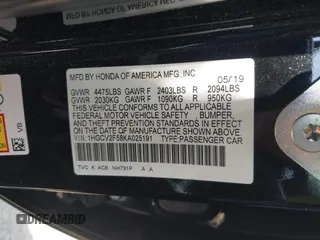 MFD BY HONDA OF AMERICA MFG.,INC. 05/19
GVWR 4475LBS GAWR F 2403LBS R 2094LBS
GVWR 2030KG GAWR F 1090KG R 950KG
THIS VEHICLE CONFORMS TO ALL APPLICABLE
FEDERAL MOTOR VEHICLE SAFETY BUMPER,
AND THEFT PREVENTION STANDARDS IN EFFECT
ON THE DATE OF MANUFACTURE SHOWN ABOVE.
V.I.N: 1HGCV2F58KA025191
TYPE:PASSENGER CAR
TVC K AC8 NH731P A A
VB
DREAMBID